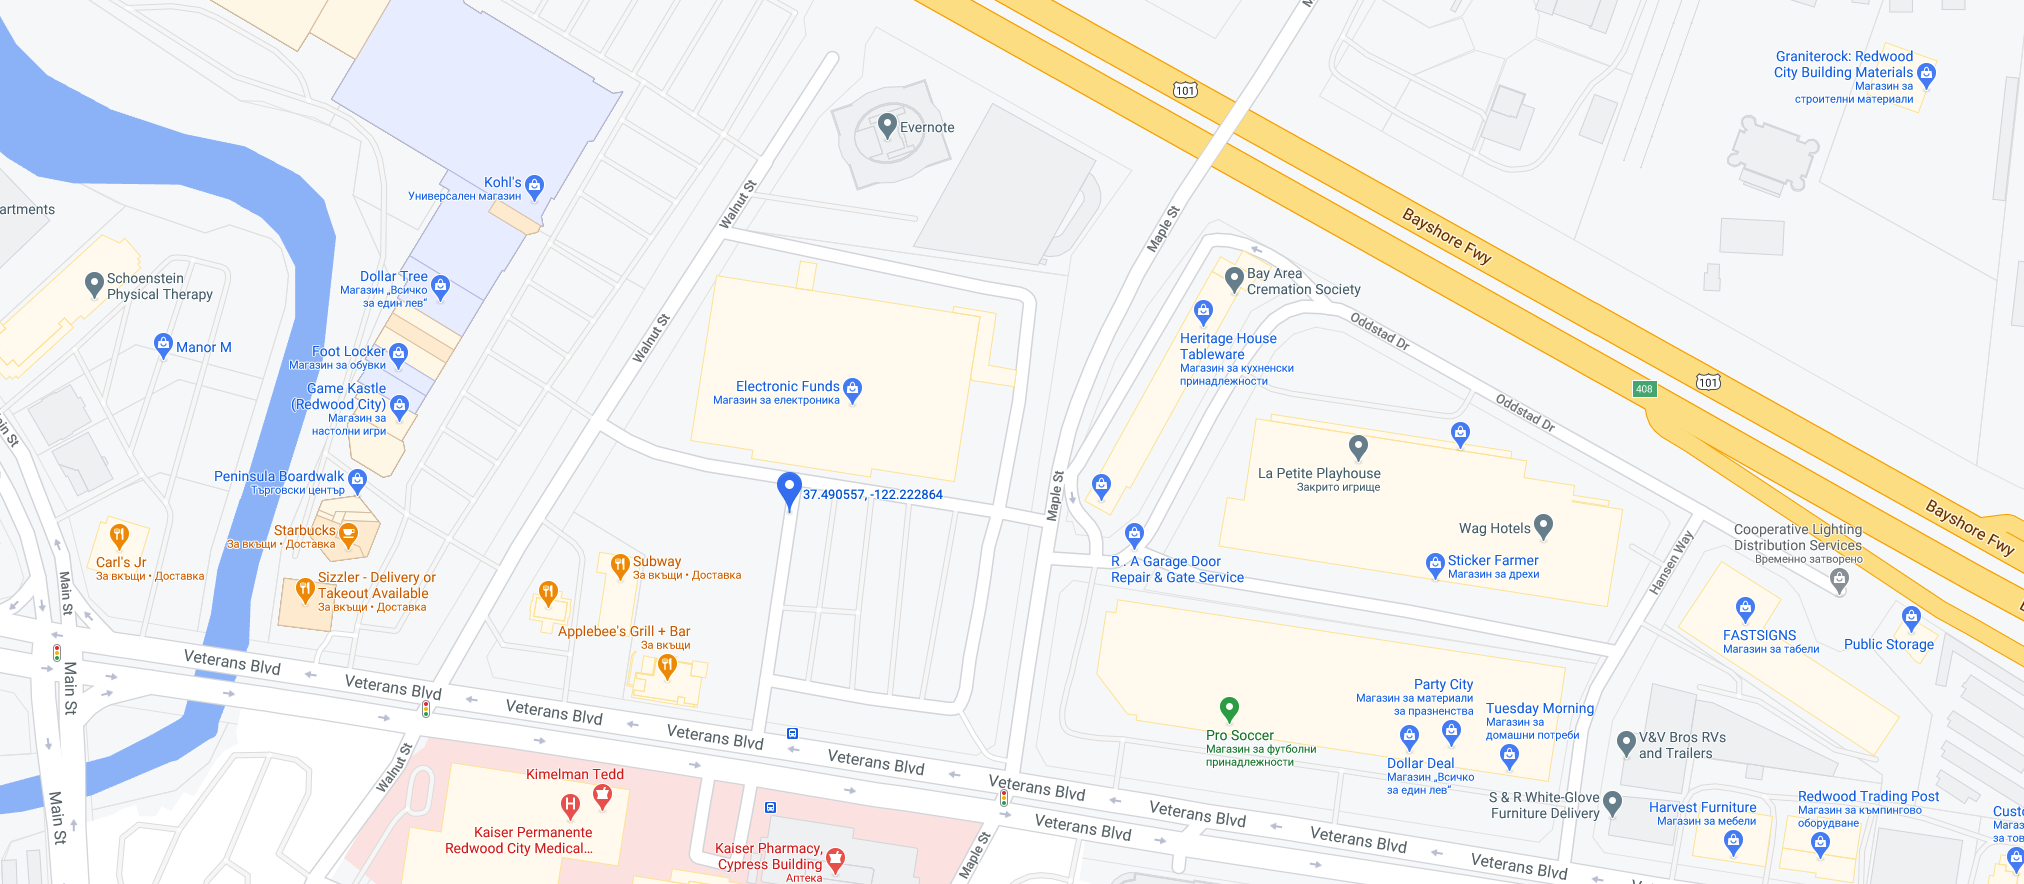 101
Graniterock: Redwood
City Building Materials
Магазин за
строителни материали
Evernote
Kohl's
Универсален магазин
artments
Walnut St
Maple St
Bayshore Fwy
Schoenstein
Physical Therapy
Dollar Tree
Магазин „Всичко
за един лев“
Bay Area
Cremation Society
Manor M
Foot Locker
Магазин за обувки
Walnut St
Heritage House
Tableware
Магазин за кухненски
принадлежности
Oddstad Dr
408
101
Game Kastle
(Redwood City)
Магазин за
настолни игри
Electronic Funds
Магазин за електроника
Oddstad Dr
Peninsula Boardwalk
Търговски център
La Petite Playhouse
Закрито игрище
37.490557, -122.222864
Maple St
Bayshore Fwy
Starbucks
За вкъщи • Доставка
Wag Hotels
Cooperative Lighting
Distribution Services
Временно затворено
Carl's Jr
За вкъщи • Доставка
Subway
За вкъщи • Доставка
R . A Garage Door
Repair & Gate Service
Sticker Farmer
Магазин за дрехи
Hansen Way
Sizzler - Delivery or
Takeout Available
За вкъщи • Доставка
Main St
Applebee's Grill + Bar
За вкъщи
FASTSIGNS
Магазин за табели
Public Storage
Veterans Blvd
Veterans Blvd
Main St
Veterans Blvd
Veterans Blvd
Veterans Blvd
Veterans Blvd
Veterans Blvd
Veterans Blvd
Veterans Blvd
Veterans Blvd
Party City
Магазин за материали
за празненства
Tuesday Morning
Магазин за
домашни потреби
Pro Soccer
Магазин за футболни
принадлежности
V&V Bros RVs
and Trailers
Dollar Deal
Магазин „Всичко
за един лев“
Walnut St
Kimelman Tedd
H
Kaiser Permanente
Redwood City Medical...
Main St
S & R White-Glove
Furniture Delivery
Harvest Furniture
Магазин за мебели
Redwood Trading Post
Магазин за къмпингово
оборудване
Custo
Магаз
за тов
Kaiser Pharmacy,
Cypress Building
Аптека
Maple St